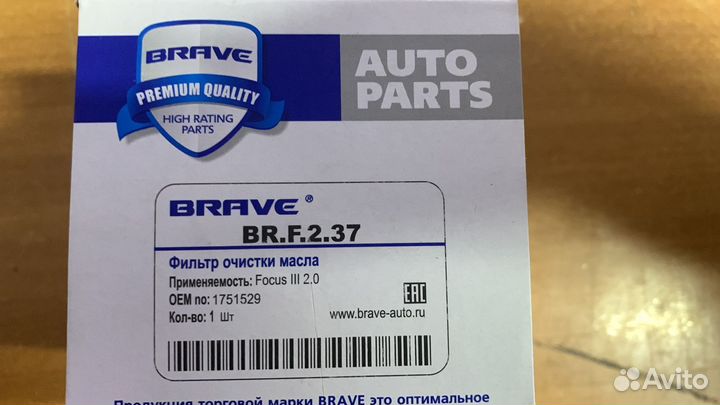 BRAVE
PREMIUM QUALITY
HIGH RATING
PARTS
AUTO
PARTS
BRAVE ®
BR.F.2.37
Фильтр очистки масла
Применяемость: Focus III 2.0
OEM no: 1751529
Кол-во: 1 Шт
EAC
www.brave-auto.ru
Продукция торговой марки BRAVE это оптимальное
Avito